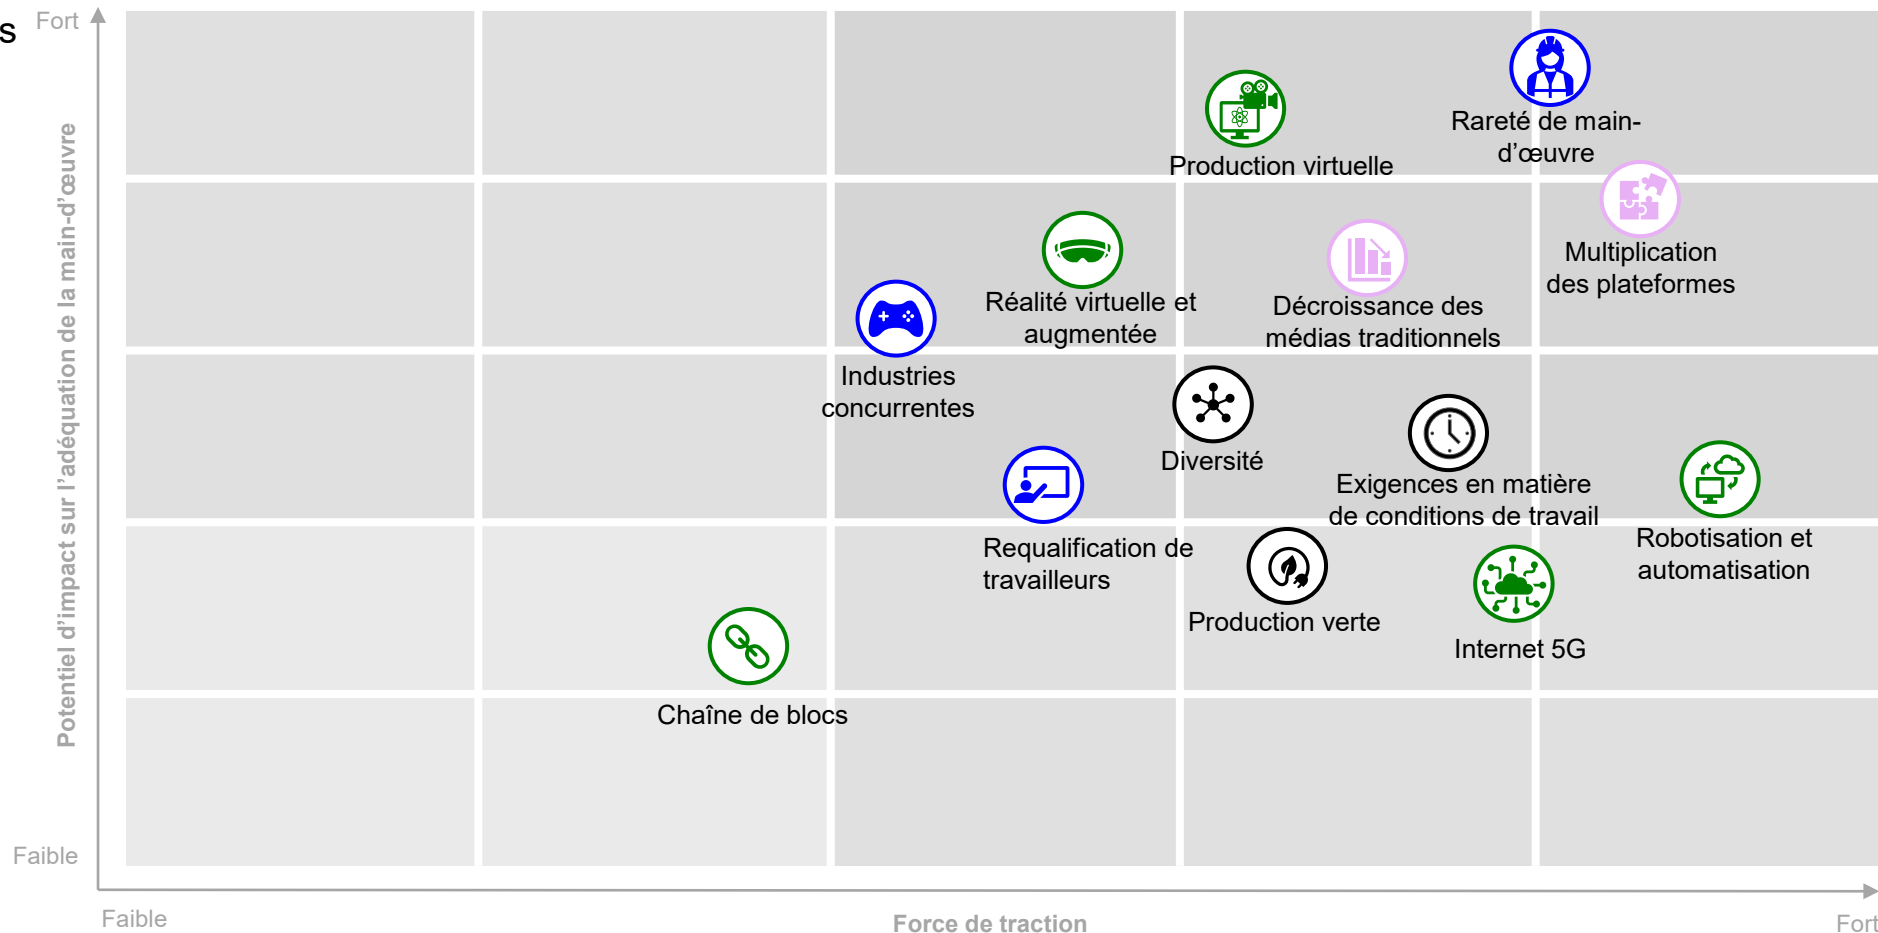 s
Fort
Potentiel d’impact sur l’adéquation de la main-d’œuvre
Rareté de main-
d’œuvre
Production virtuelle
Multiplication
des plateformes
Réalité virtuelle et
augmentée
Décroissance des
médias traditionnels
Industries
concurrentes
Diversité
Exigences en matière
de conditions de travail
Robotisation et
automatisation
Requalification de
travailleurs
Production verte
Internet 5G
Chaîne de blocs
Faible
Faible
Force de traction
Fort